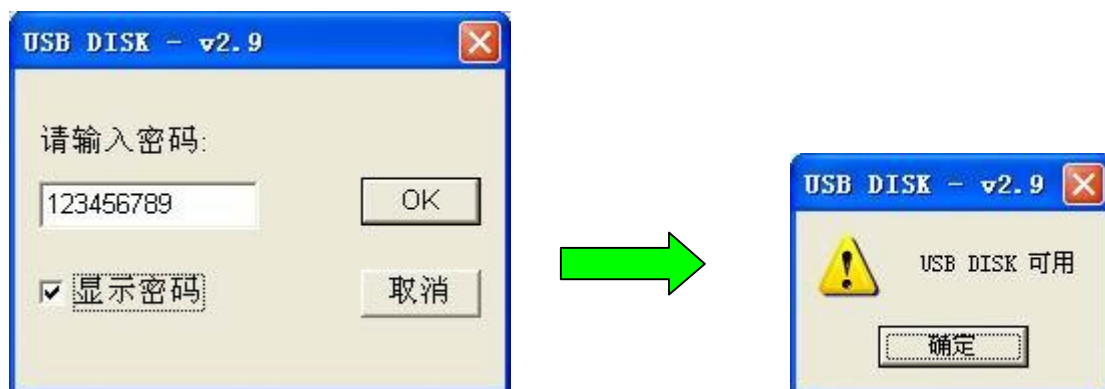 USB DISK - v2.9
请输入密码:
123456789
OK
显示密码
取消
USB DISK - v2.9
USB DISK 可用
确定